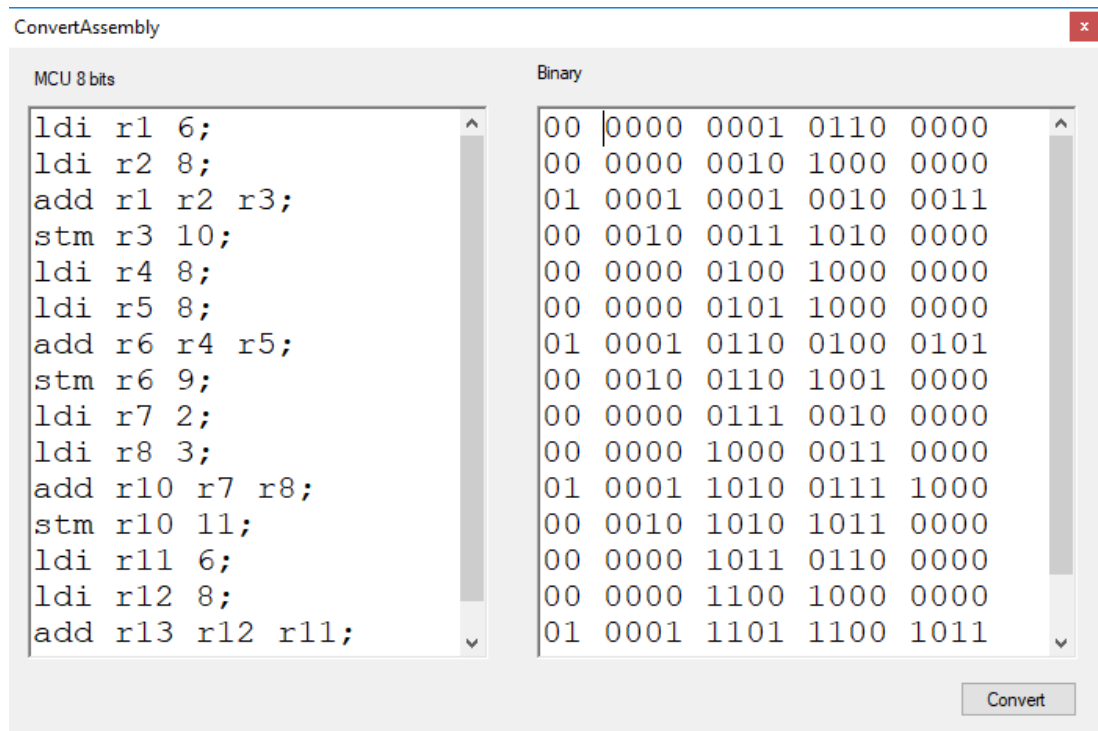 ConvertAssembly
x
MCU 8 bits
Binary
ldi r1 6;
ldi r2 8;
add r1 r2 r3;
stm r3 10;
ldi r4 8;
ldi r5 8;
add r6 r4 r5;
stm r6 9;
ldi r7 2;
ldi r8 3;
add r10 r7 r8;
stm r10 11;
ldi r11 6;
ldi r12 8;
add r13 r12 r11;
00 0000 0001 0110 0000
00 0000 0010 1000 0000
01 0001 0001 0010 0011
00 0010 0011 1010 0000
00 0000 0100 1000 0000
00 0000 0101 1000 0000
01 0001 0110 0100 0101
00 0010 0110 1001 0000
00 0000 0111 0010 0000
00 0000 1000 0011 0000
01 0001 1010 0111 1000
00 0010 1010 1011 0000
00 0000 1011 0110 0000
00 0000 1100 1000 0000
01 0001 1101 1100 1011
Convert